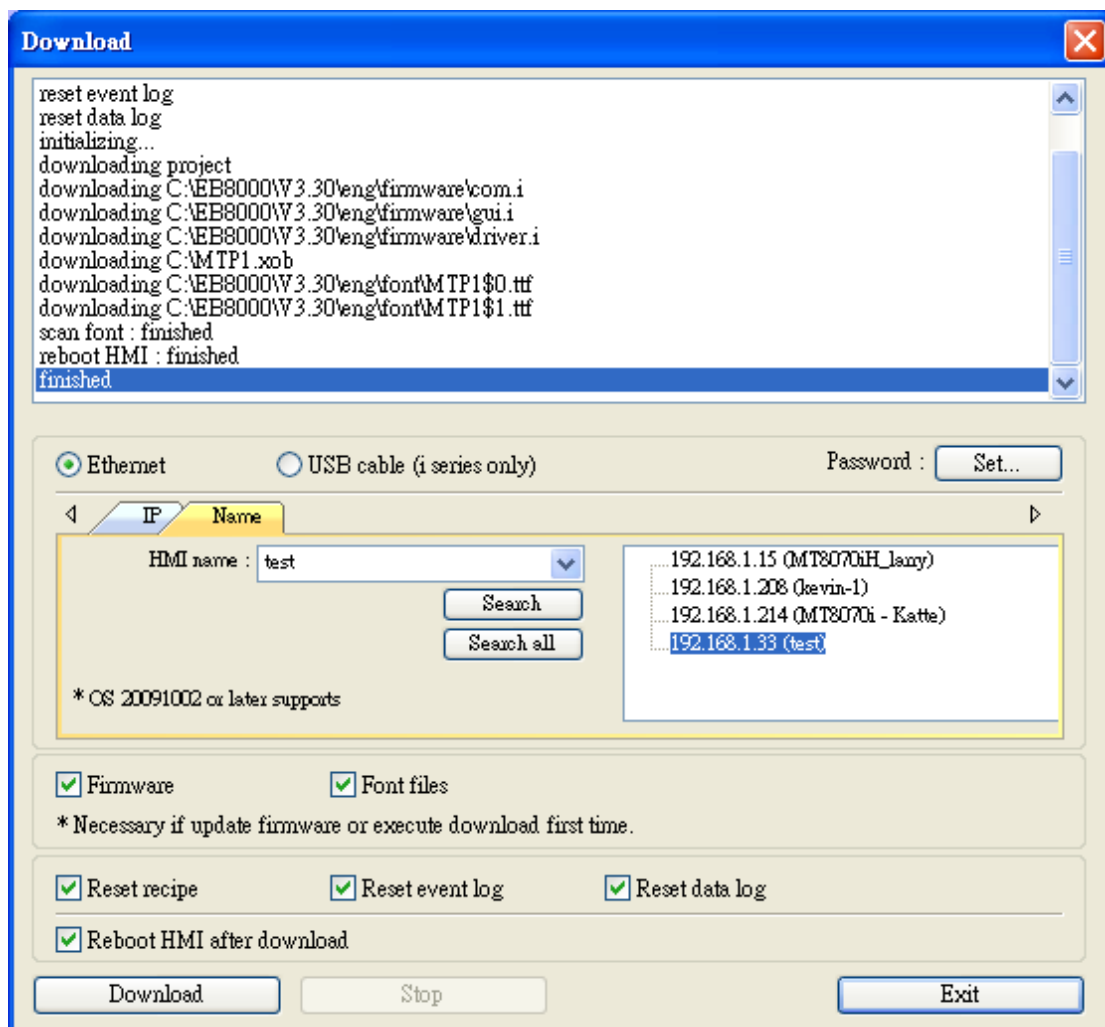 Download
reset event log
reset data log
initializing...
downloading project
downloading C:\EB8000\V3.30\eng\firmware\com.i
downloading C:\EB8000\V3.30\eng\firmware\gui.i
downloading C:\EB8000\V3.30\eng\firmware\driver.i
downloading C:\MTP1.xob
downloading C:\EB8000\V3.30\eng\font\MTP1$0.ttf
downloading C:\EB8000\V3.30\eng\font\MTP1$1.ttf
scan font : finished
reboot HMI : finished
finished
Ethernet USB cable (i series only) Password : Set...
IP Name
HMI name : test
Search
Search all
* OS 20091002 or later supports
192.168.1.15 (MT8070iH_larry)
192.168.1.208 (kevin-1)
192.168.1.214 (MT8070i - Katte)
192.168.1.33 (test)
Firmware Font files
* Necessary if update firmware or execute download first time.
Reset recipe Reset event log Reset data log
Reboot HMI after download
Download Stop Exit